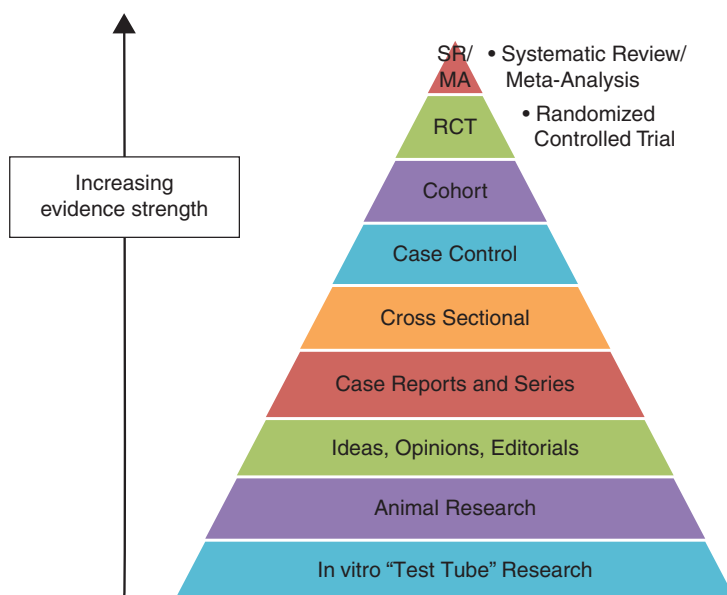 SR/
MA
• Systematic Review/
Meta-Analysis
RCT
• Randomized
Controlled Trial
Increasing
evidence strength
Cohort
Case Control
Cross Sectional
Case Reports and Series
Ideas, Opinions, Editorials
Animal Research
In vitro “Test Tube” Research